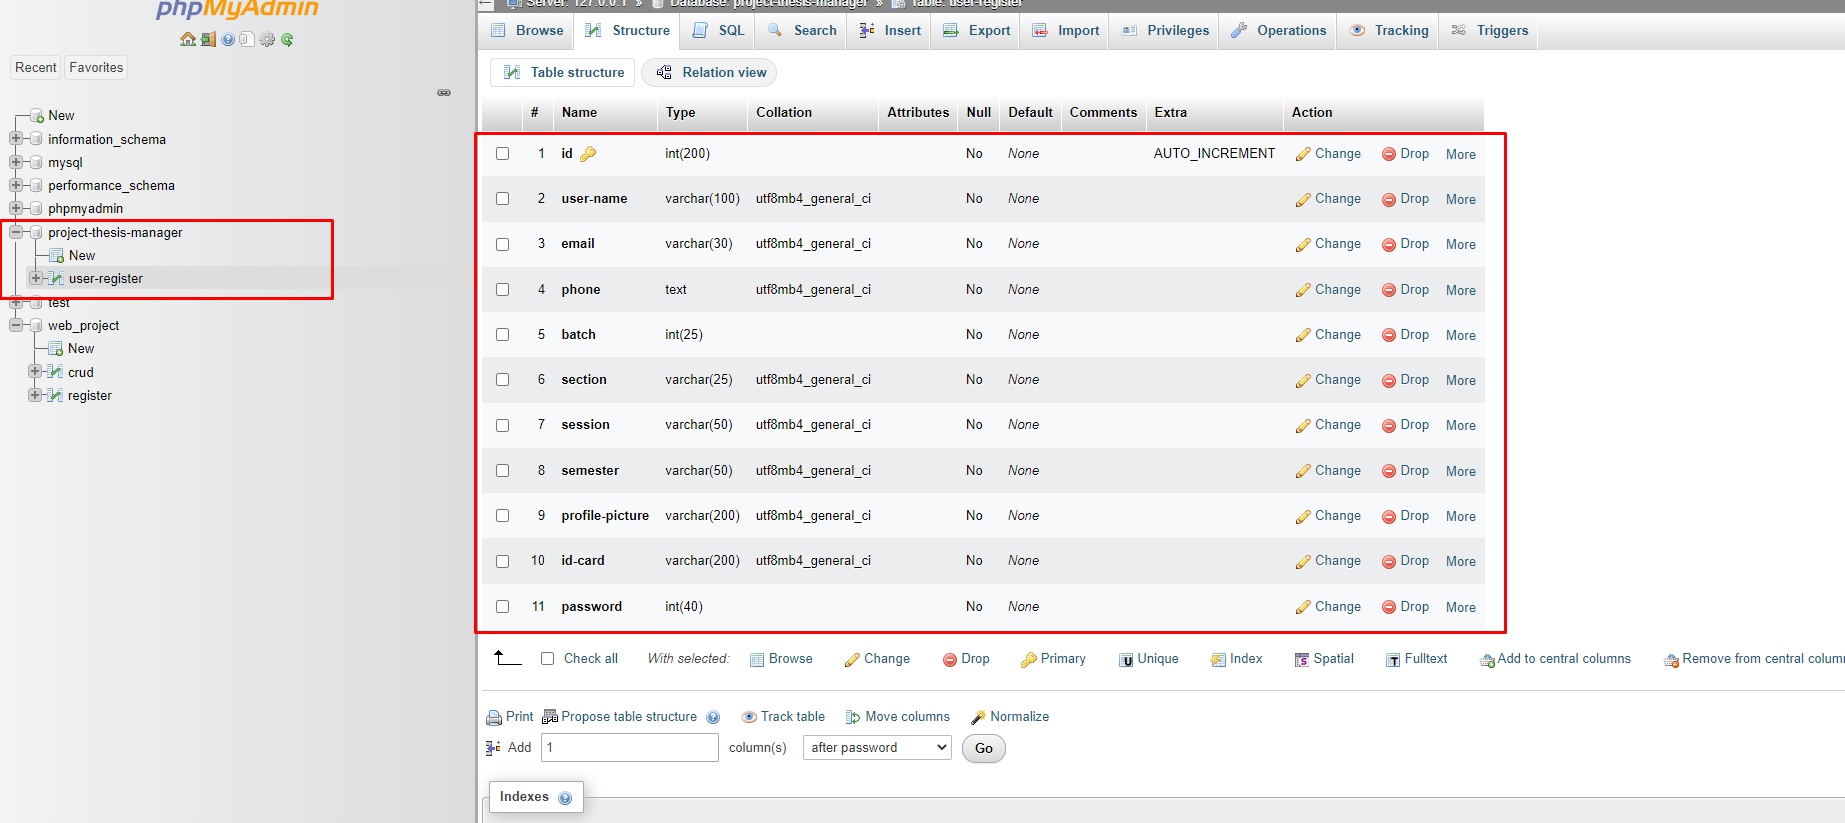 phpMyAdmin
Recent Favorites
New
information_schema
mysql
performance_schema
phpmyadmin
project-thesis-manager
New
user-register
test
web_project
New
crud
register
Server: 127.0.0.1 » Database: project-thesis-manager » Table: user-register
Browse Structure SQL Search Insert Export Import Privileges Operations Tracking Triggers
Table structure Relation view
# Name Type Collation Attributes Null Default Comments Extra Action
1 id int(200) No None AUTO_INCREMENT Change Drop More
2 user-name varchar(100) utf8mb4_general_ci No None Change Drop More
3 email varchar(30) utf8mb4_general_ci No None Change Drop More
4 phone text utf8mb4_general_ci No None Change Drop More
5 batch int(25) No None Change Drop More
6 section varchar(25) utf8mb4_general_ci No None Change Drop More
7 session varchar(50) utf8mb4_general_ci No None Change Drop More
8 semester varchar(50) utf8mb4_general_ci No None Change Drop More
9 profile-picture varchar(200) utf8mb4_general_ci No None Change Drop More
10 id-card varchar(200) utf8mb4_general_ci No None Change Drop More
11 password int(40) No None Change Drop More
Check all With selected: Browse Change Drop Primary Unique Index Spatial Fulltext Add to central columns Remove from central colum
Print Propose table structure Track table Move columns Normalize
Add 1 column(s) after password Go
Indexes